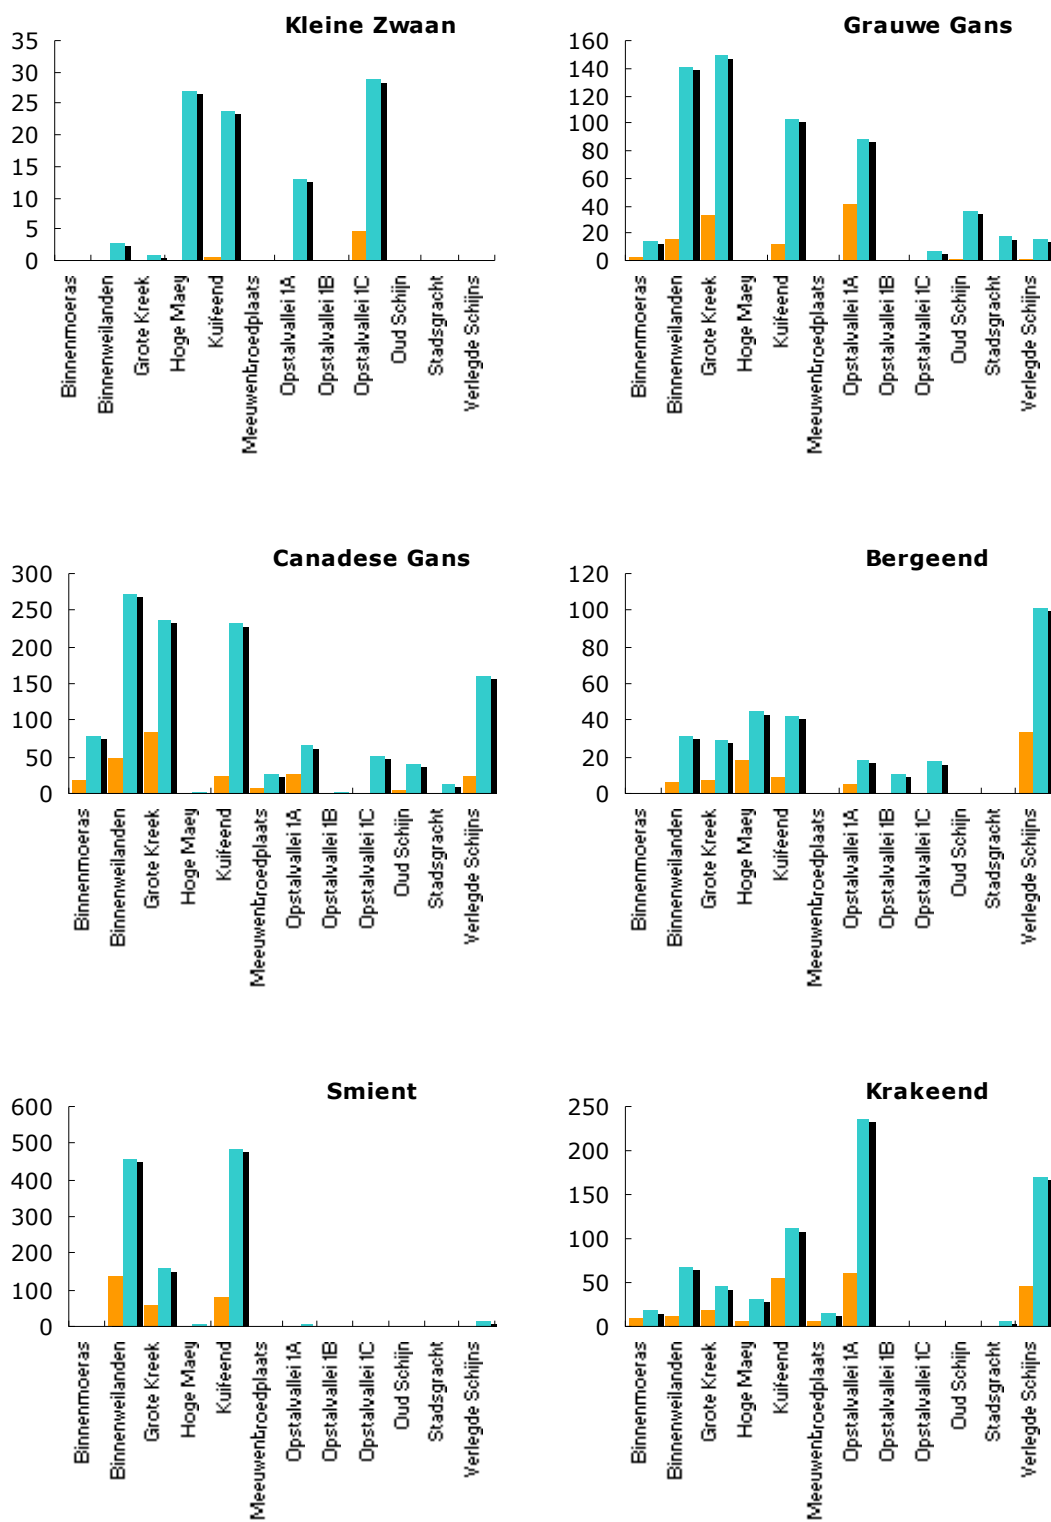 Kleine Zwaan
35
30
25
20
15
10
5
0
Binnenmoeras
Binnenweilanden
Grote Kreek
Hoge Maey
Kuifeend
Meeuwenbroedplaats
Opstalvallei 1A
Opstalvallei 1B
Opstalvallei 1C
Oud Schijn
Stadsgracht
Verlegde Schijns
Grauwe Gans
160
140
120
100
80
60
40
20
0
Binnenmoeras
Binnenweilanden
Grote Kreek
Hoge Maey
Kuifeend
Meeuwenbroedplaats
Opstalvallei 1A
Opstalvallei 1B
Opstalvallei 1C
Oud Schijn
Stadsgracht
Verlegde Schijns
Canadese Gans
300
250
200
150
100
50
0
Binnenmoeras
Binnenweilanden
Grote Kreek
Hoge Maey
Kuifeend
Meeuwenbroedplaats
Opstalvallei 1A
Opstalvallei 1B
Opstalvallei 1C
Oud Schijn
Stadsgracht
Verlegde Schijns
Bergeend
120
100
80
60
40
20
0
Binnenmoeras
Binnenweilanden
Grote Kreek
Hoge Maey
Kuifeend
Meeuwenbroedplaats
Opstalvallei 1A
Opstalvallei 1B
Opstalvallei 1C
Oud Schijn
Stadsgracht
Verlegde Schijns
Smient
600
500
400
300
200
100
0
Binnenmoeras
Binnenweilanden
Grote Kreek
Hoge Maey
Kuifeend
Meeuwenbroedplaats
Opstalvallei 1A
Opstalvallei 1B
Opstalvallei 1C
Oud Schijn
Stadsgracht
Verlegde Schijns
Krakeend
250
200
150
100
50
0
Binnenmoeras
Binnenweilanden
Grote Kreek
Hoge Maey
Kuifeend
Meeuwenbroedplaats
Opstalvallei 1A
Opstalvallei 1B
Opstalvallei 1C
Oud Schijn
Stadsgracht
Verlegde Schijns